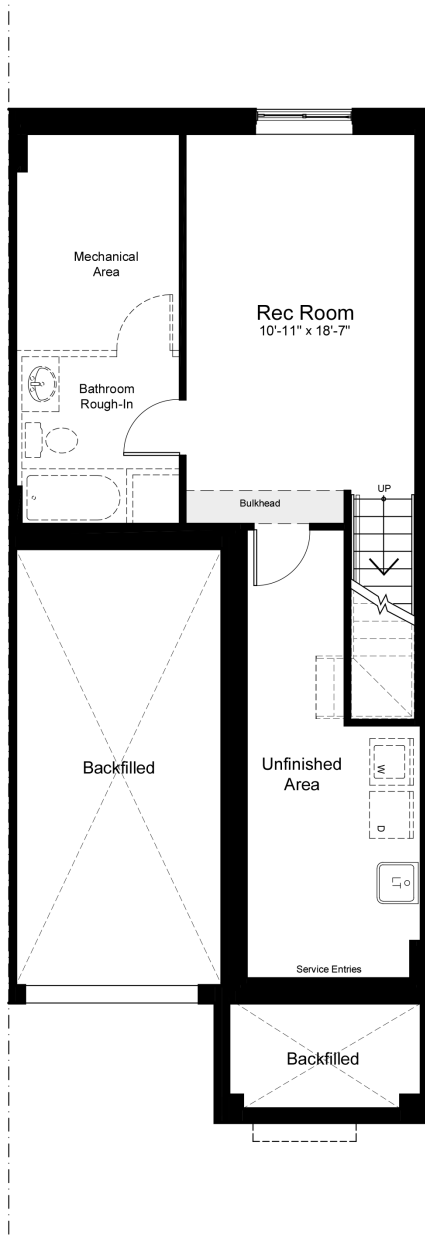 Mechanical
Area
Rec Room
10'-11" x 18'-7"
Bathroom
Rough-In
UP
Bulkhead
Backfilled
Unfinished
Area
W
D
LT
Service Entries
Backfilled